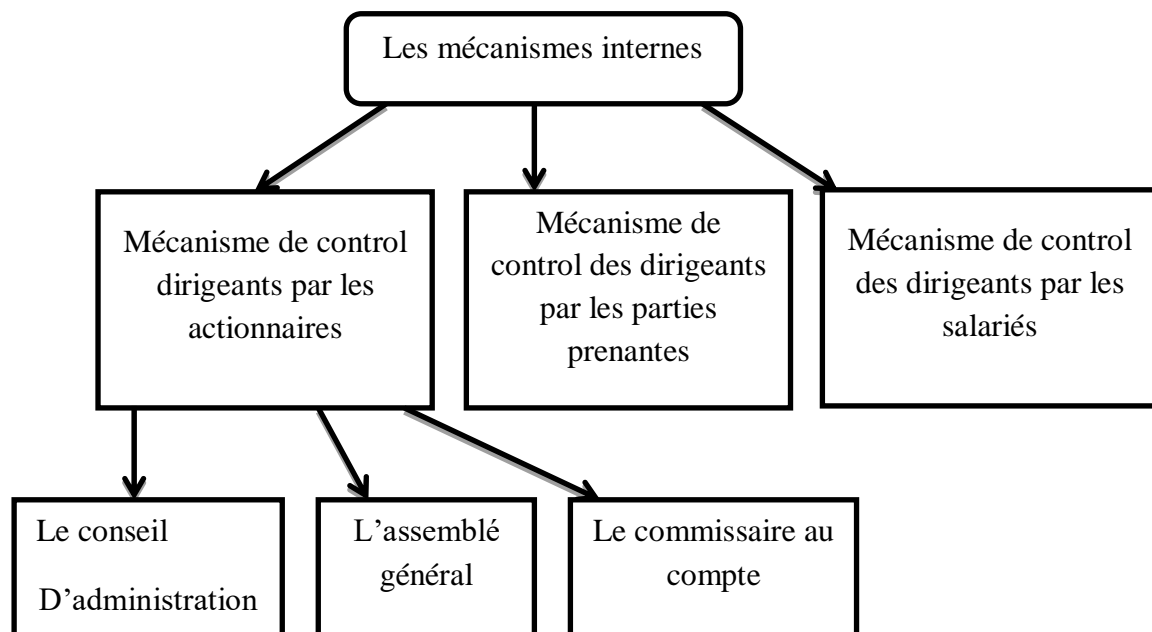 Les mécanismes internes
Mécanisme de control
dirigeants par les
actionnaires
Mécanisme de
control des dirigeants
par les parties
prenantes
Mécanisme de control
des dirigeants par les
salariés
Le conseil
D’administration
L’assemblé
général
Le commissaire au
compte